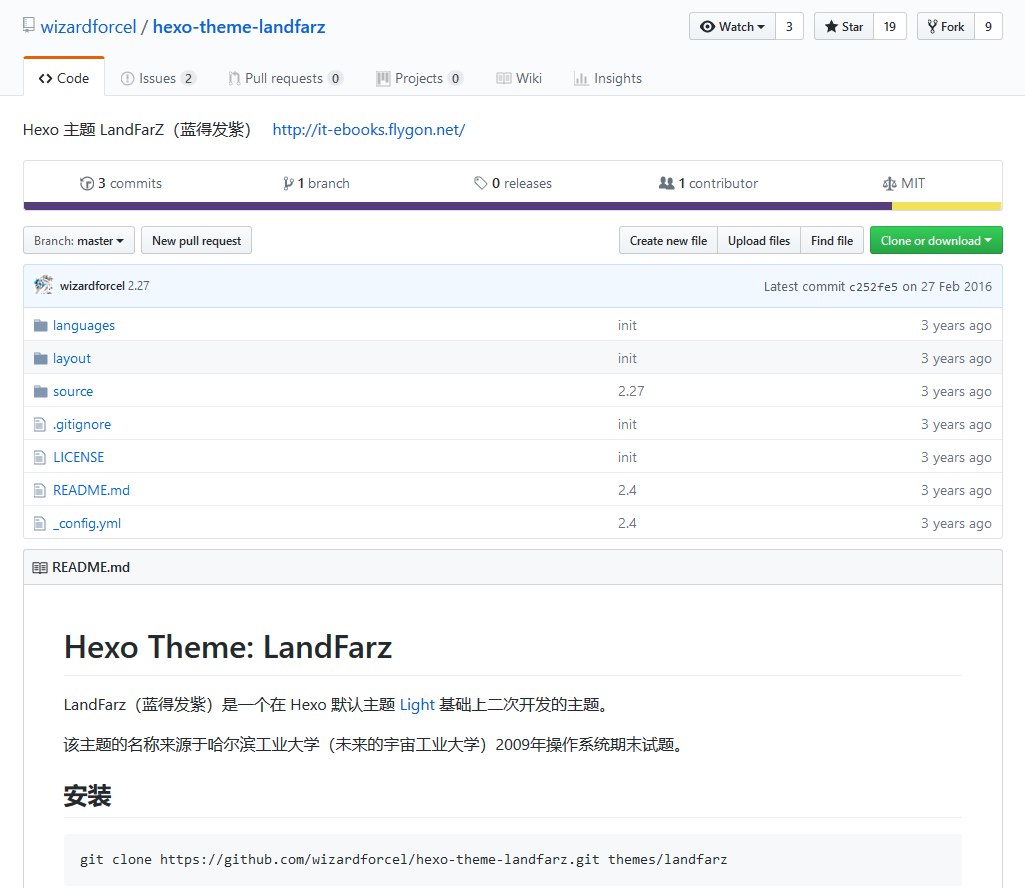 wizardforcel / hexo-theme-landfarz
Watch 3 Star 19 Fork 9
Code Issues 2 Pull requests 0 Projects 0 Wiki Insights
Hexo 主题 LandFarZ（蓝得发紫） http://it-ebooks.flygon.net/
3 commits 1 branch 0 releases 1 contributor MIT
Branch: master New pull request Create new file Upload files Find file Clone or download
wizardforcel 2.27 Latest commit c252fe5 on 27 Feb 2016
languages init 3 years ago
layout init 3 years ago
source 2.27 3 years ago
.gitignore init 3 years ago
LICENSE init 3 years ago
README.md 2.4 3 years ago
_config.yml 2.4 3 years ago
README.md
Hexo Theme: LandFarz
LandFarz（蓝得发紫）是一个在 Hexo 默认主题 Light 基础上二次开发的主题。
该主题的名称来源于哈尔滨工业大学（未来的宇宙工业大学）2009年操作系统期末试题。
安装
git clone https://github.com/wizardforcel/hexo-theme-landfarz.git themes/landfarz